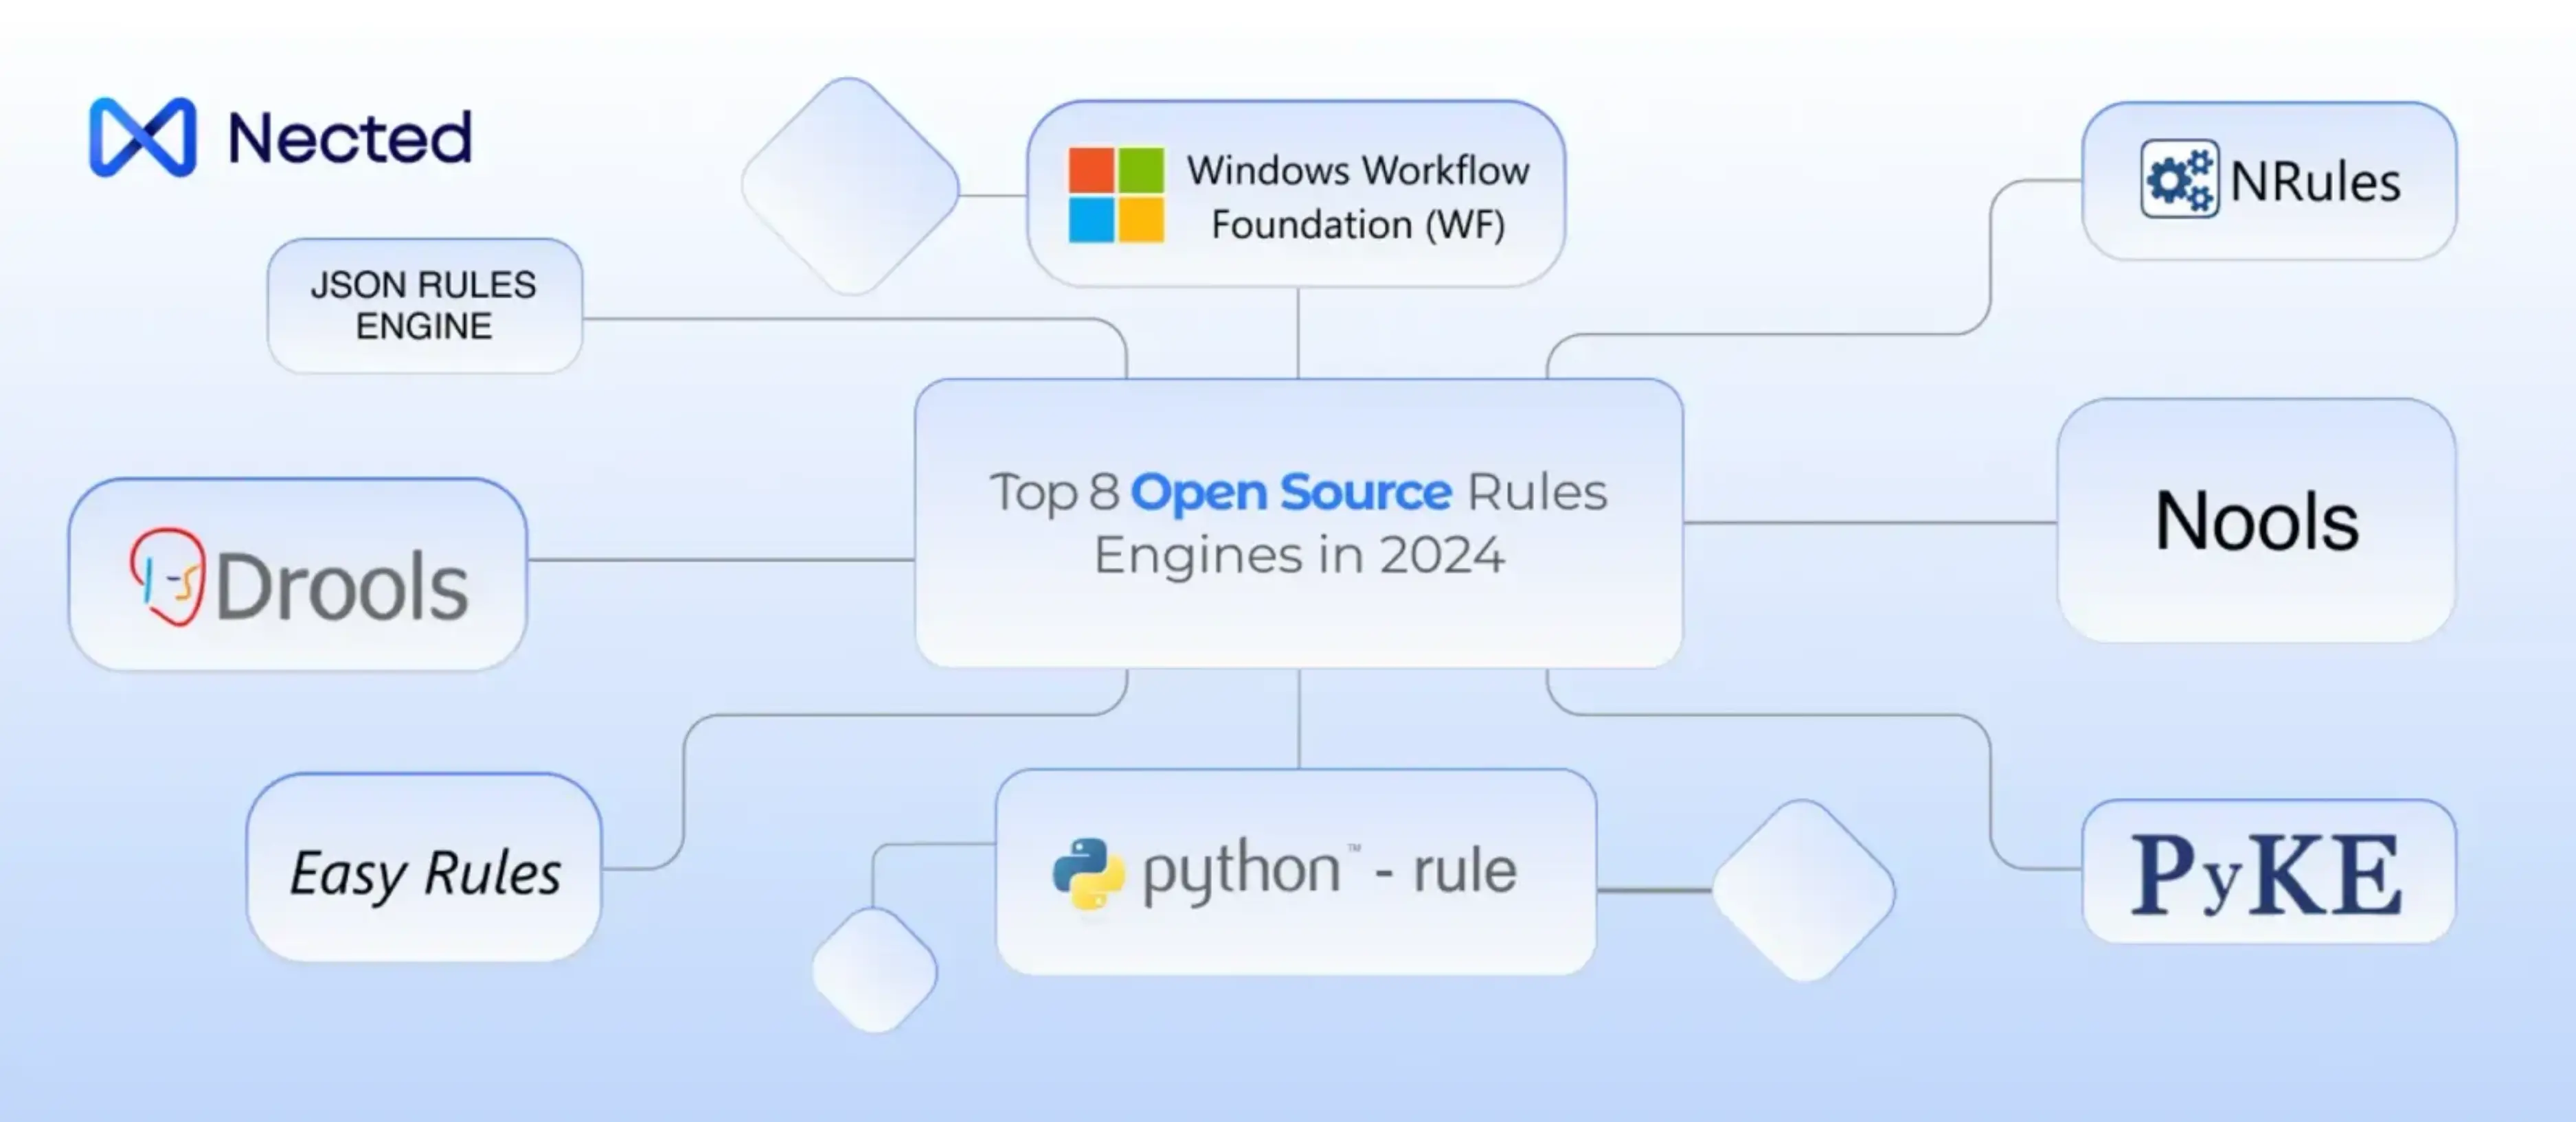 Nected
Windows Workflow
Foundation (WF)
NRules
JSON RULES
ENGINE
Top 8 Open Source Rules
Engines in 2024
Nools
Drools
Easy Rules
python™ - rule
PyKE